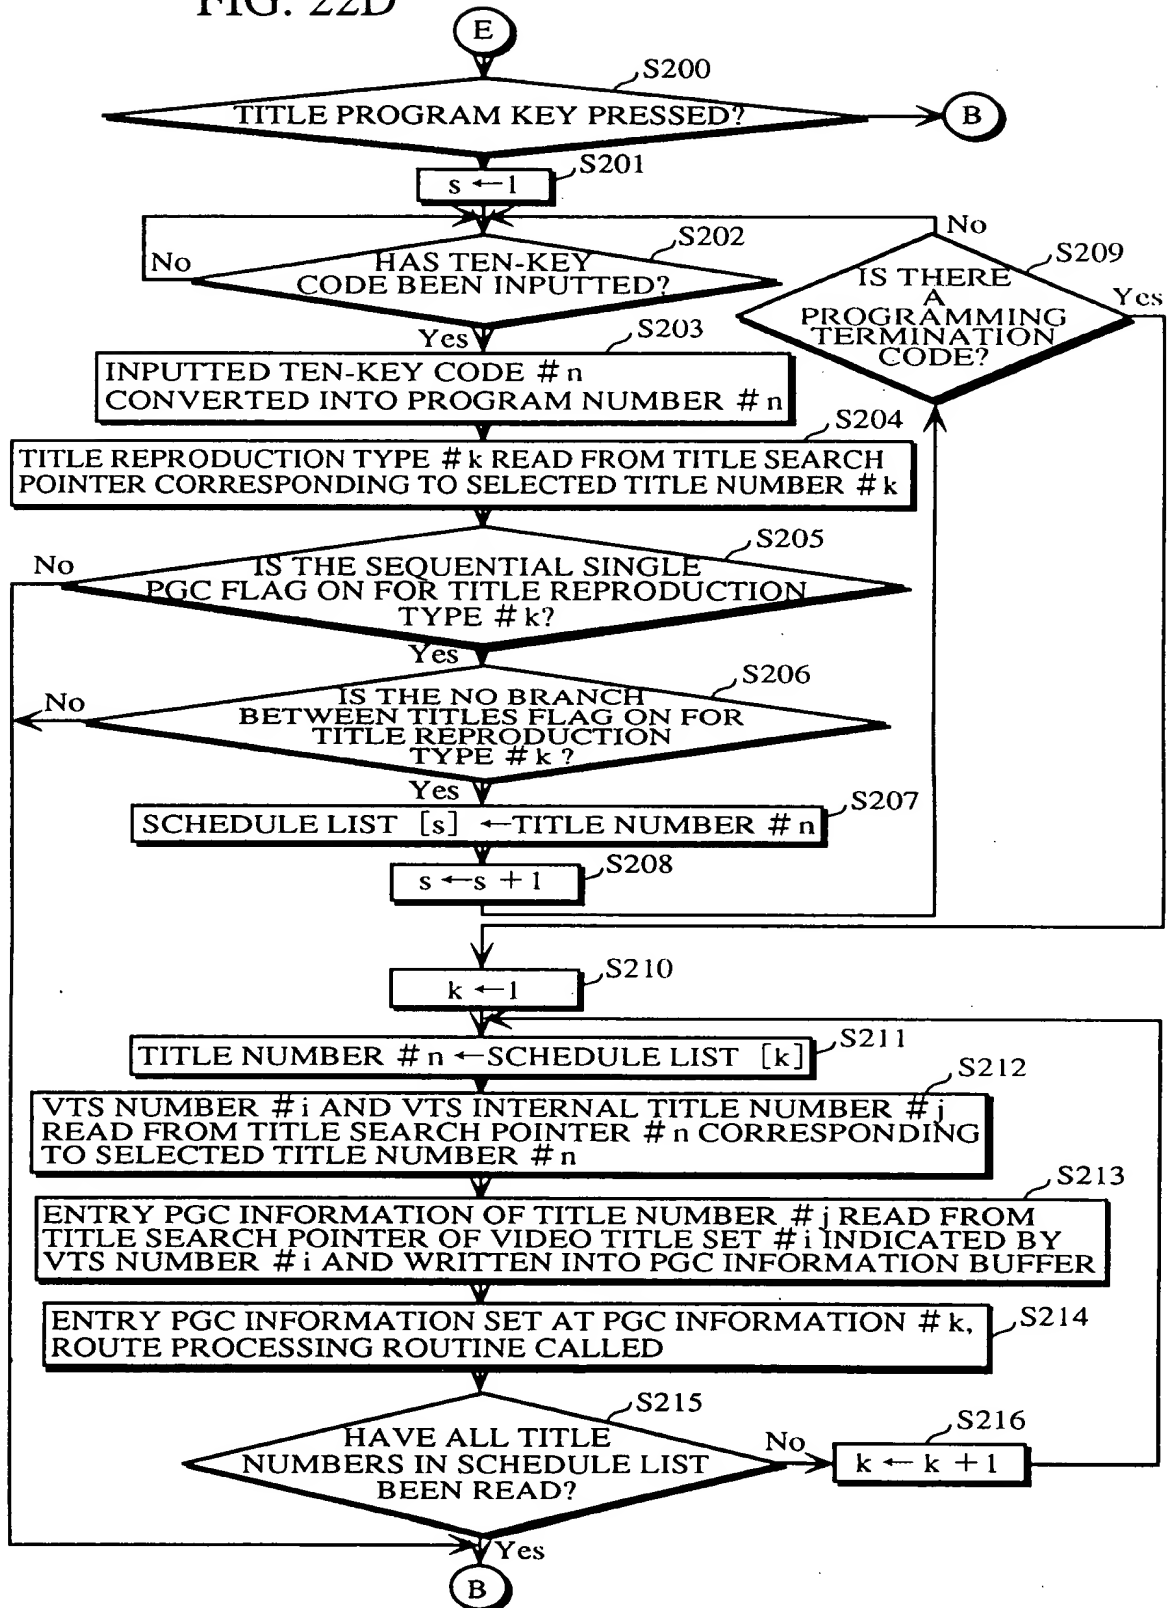 FIG. 22D
E
S200
TITLE PROGRAM KEY PRESSED?
B
S201
s ←1
No
S202
HAS TEN-KEY
CODE BEEN INPUTTED?
No
S209
IS THERE
A
PROGRAMMING
TERMINATION
CODE?
Yes
Yes
S203
INPUTTED TEN-KEY CODE #n
CONVERTED INTO PROGRAM NUMBER #n
S204
TITLE REPRODUCTION TYPE #k READ FROM TITLE SEARCH
POINTER CORRESPONDING TO SELECTED TITLE NUMBER #k
S205
No
IS THE SEQUENTIAL SINGLE
PGC FLAG ON FOR TITLE REPRODUCTION
TYPE #k?
Yes
S206
No
IS THE NO BRANCH
BETWEEN TITLES FLAG ON FOR
TITLE REPRODUCTION
TYPE #k ?
Yes
S207
SCHEDULE LIST [s] ←TITLE NUMBER #n
S208
s ←s + 1
S210
k ←1
S211
TITLE NUMBER #n ←SCHEDULE LIST [k]
S212
VTS NUMBER #i AND VTS INTERNAL TITLE NUMBER #j
READ FROM TITLE SEARCH POINTER #n CORRESPONDING
TO SELECTED TITLE NUMBER #n
S213
ENTRY PGC INFORMATION OF TITLE NUMBER #j READ FROM
TITLE SEARCH POINTER OF VIDEO TITLE SET #i INDICATED BY
VTS NUMBER #i AND WRITTEN INTO PGC INFORMATION BUFFER
S214
ENTRY PGC INFORMATION SET AT PGC INFORMATION #k,
ROUTE PROCESSING ROUTINE CALLED
S215
HAVE ALL TITLE
NUMBERS IN SCHEDULE LIST
BEEN READ?
No
S216
k ← k + 1
Yes
B